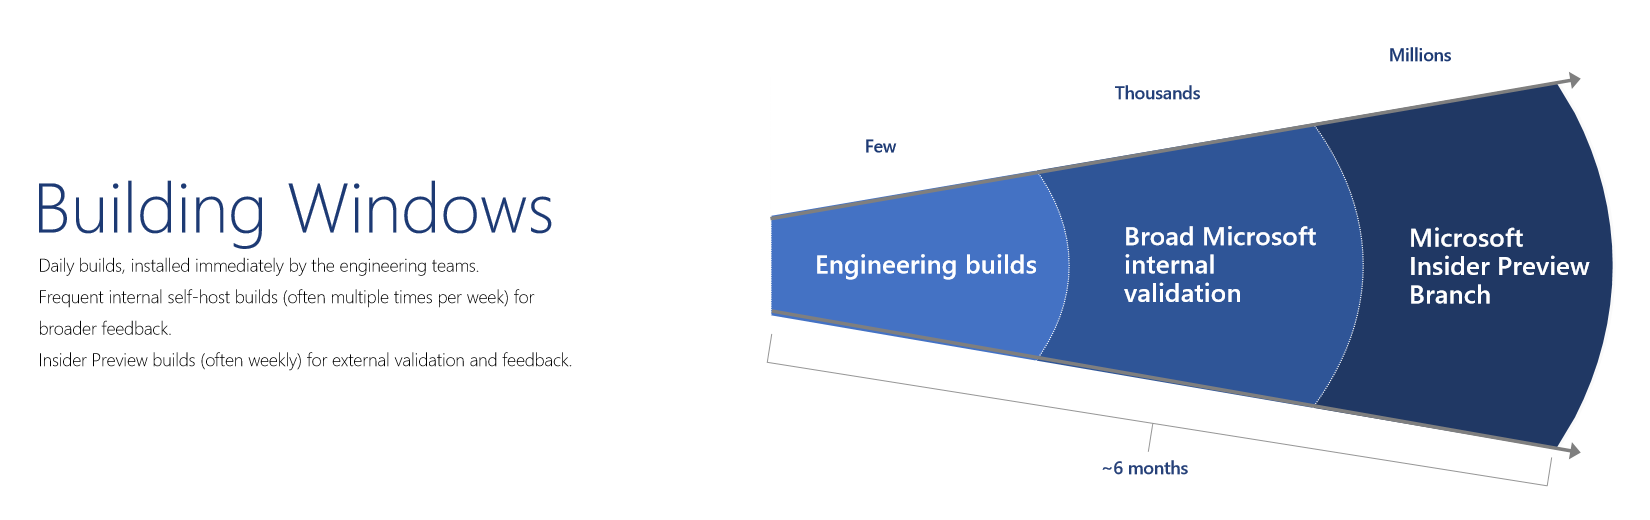 Building Windows
Daily builds, installed immediately by the engineering teams.
Frequent internal self-host builds (often multiple times per week) for
broader feedback.
Insider Preview builds (often weekly) for external validation and feedback.
Few
Thousands
Millions
Engineering builds
Broad Microsoft
internal
validation
Microsoft
Insider Preview
Branch
~6 months